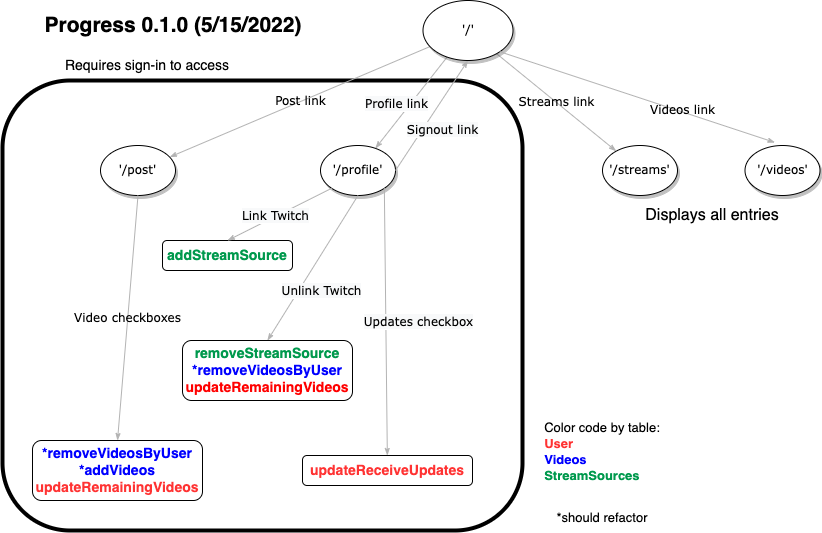 Progress 0.1.0 (5/15/2022)
'/'
Requires sign-in to access
Post link
Profile link
Streams link
Videos link
Signout link
'/post'
'/profile'
'/streams'
'/videos'
Link Twitch
Displays all entries
addStreamSource
Unlink Twitch
Video checkboxes
Updates checkbox
removeStreamSource
*removeVideosByUser
updateRemainingVideos
*removeVideosByUser
*addVideos
updateRemainingVideos
updateReceiveUpdates
Color code by table:
User
Videos
StreamSources
*should refactor